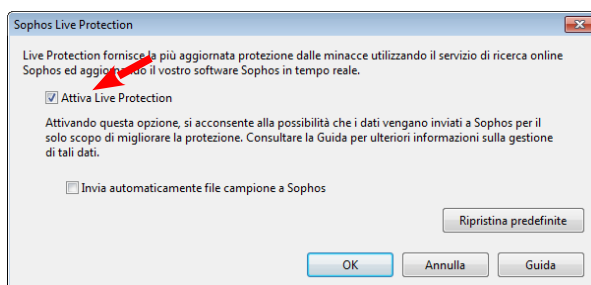 Sophos Live Protection
Live Protection fornisce la più aggiornata protezione dalle minacce utilizzando il servizio di ricerca online
Sophos ed aggiornando il vostro software Sophos in tempo reale.
Attiva Live Protection
Attivando questa opzione, si acconsente alla possibilità che i dati vengano inviati a Sophos per il
solo scopo di migliorare la protezione. Consultare la Guida per ulteriori informazioni sulla gestione
di tali dati.
Invia automaticamente file campione a Sophos
Ripristina predefinite
OK Annulla Guida